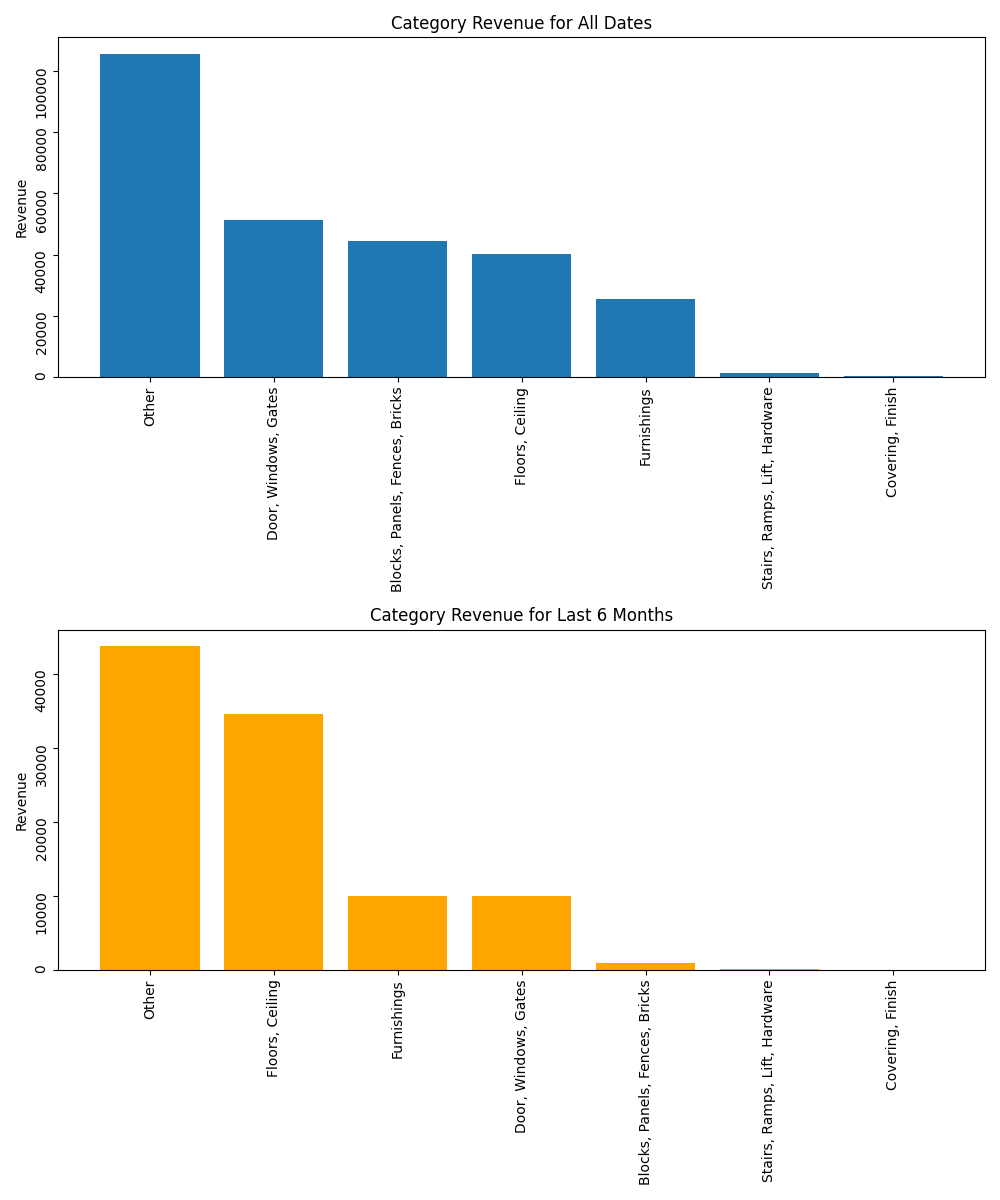 Category Revenue for All Dates
Revenue
100000
80000
60000
40000
20000
0
Other
Door, Windows, Gates
Blocks, Panels, Fences, Bricks
Floors, Ceiling
Furnishings
Stairs, Ramps, Lift, Hardware
Covering, Finish
Category Revenue for Last 6 Months
Revenue
40000
30000
20000
10000
0
Other
Floors, Ceiling
Furnishings
Door, Windows, Gates
Blocks, Panels, Fences, Bricks
Stairs, Ramps, Lift, Hardware
Covering, Finish